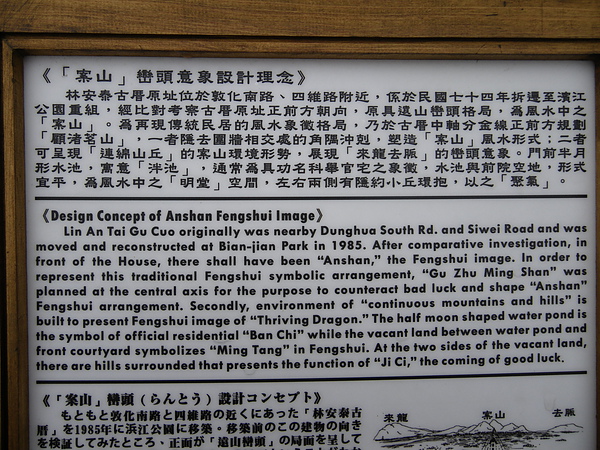 《「案山」巒頭意象設計理念》
林安泰古厝原址位於敦化南路、四維路附近，係於民國七十四年拆遷至濱江
公園重組，經比對考察古厝原址正前方朝向，原具遠山巒頭格局，為風水中之
「案山」。為再現傳統民居的風水象徵格局，乃於古厝中軸分金線正前方規劃
「顧渚茗山」，一者隱去圍牆相交處的角隅沖剋，塑造「案山」風水形式；二者
可呈現「連綿山丘」的案山環境形勢，展現「來龍去脈」的巒頭意象。門前半月
形水池，寓意「泮池」，通常為具功名科舉官宅之象徵，水池與前院空地，形式
宜平，為風水中之「明堂」空間，左右兩側有隱約小丘環抱，以之「聚氣」。
《Design Concept of Anshan Fengshui Image》
Lin An Tai Gu Cuo originally was nearby Dunghua South Rd. and Siwei Road and was
moved and reconstructed at Bian-jian Park in 1985. After comparative investigation, in
front of the House, there shall have been “Anshan,” the Fengshui image. In order to
represent this traditional Fengshui symbolic arrangement, “Gu Zhu Ming Shan” was
planned at the central axis for the purpose to counteract bad luck and shape “Anshan”
Fengshui arrangement. Secondly, environment of “continuous mountains and hills” is
built to present Fengshui image of “Thriving Dragon.” The half moon shaped water pond is
the symbol of official residential “Ban Chi” while the vacant land between water pond and
front courtyard symbolizes “Ming Tang” in Fengshui. At the two sides of the vacant land,
there are hills surrounded that presents the function of “Ji Ci,” the coming of good luck.
《「案山」巒頭（らんとう）設計コンセプト》
もともと敦化南路と四維路の近くにあった「林安泰古
厝」を1985年に浜江公園に移築。移築前のこの建物の向き
を検証してみたところ、正面が「遠山巒頭」の局面を呈して
來龍 案山 去脈